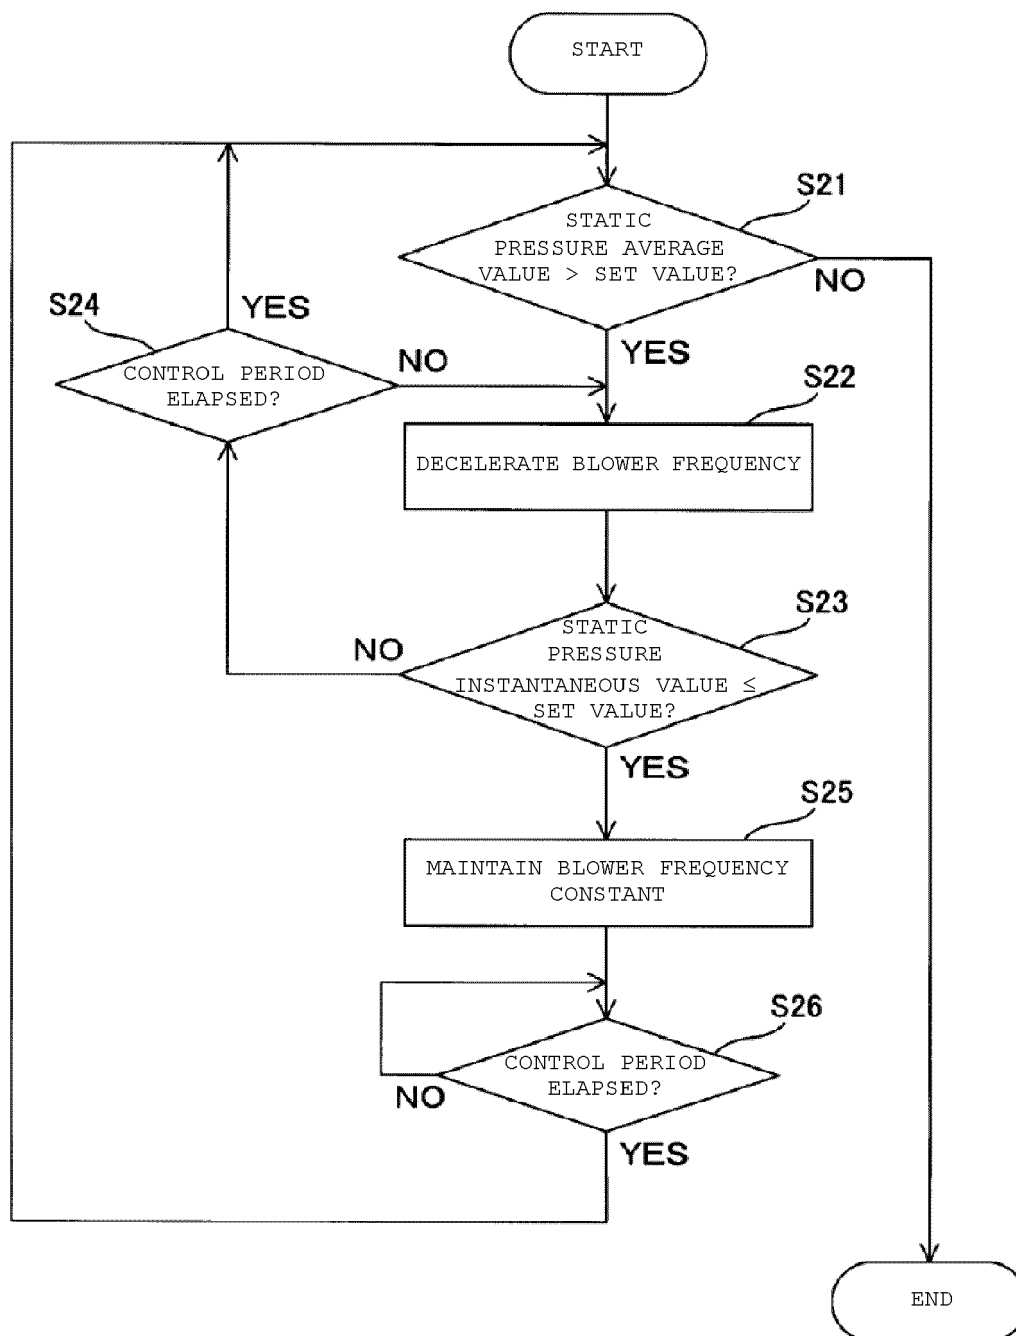 START
S21
STATIC
PRESSURE AVERAGE
VALUE > SET VALUE?
NO
YES
S24
YES
CONTROL PERIOD
ELAPSED?
NO
S22
DECELERATE BLOWER FREQUENCY
S23
STATIC
PRESSURE
INSTANTANEOUS VALUE ≤
SET VALUE?
NO
YES
S25
MAINTAIN BLOWER FREQUENCY
CONSTANT
S26
CONTROL PERIOD
ELAPSED?
NO
YES
END